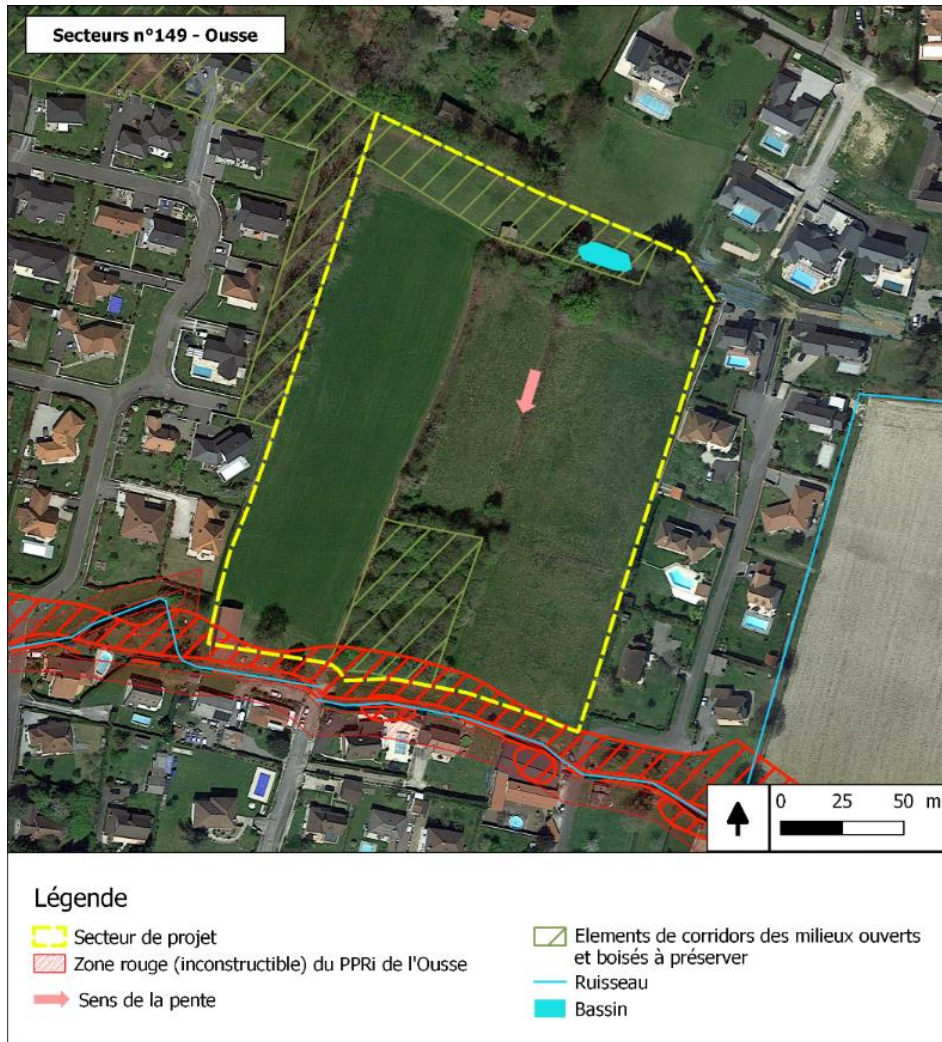 Secteurs n°149 - Ousse
0 25 50 m
Légende
Secteur de projet
Zone rouge (inconstructible) du PPRi de l'Ousse
Sens de la pente
Elements de corridors des milieux ouverts
et boisés à préserver
Ruisseau
Bassin